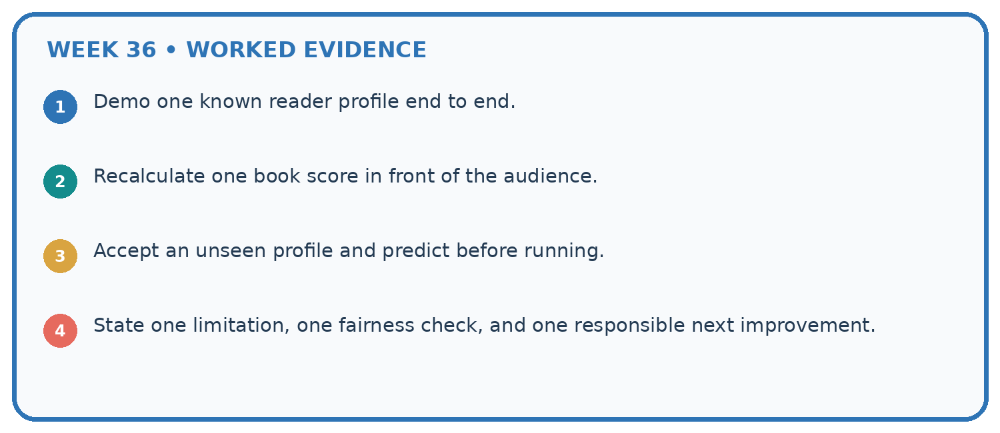 WEEK 36 • WORKED EVIDENCE
1 Demo one known reader profile end to end.
2 Recalculate one book score in front of the audience.
3 Accept an unseen profile and predict before running.
4 State one limitation, one fairness check, and one responsible next improvement.